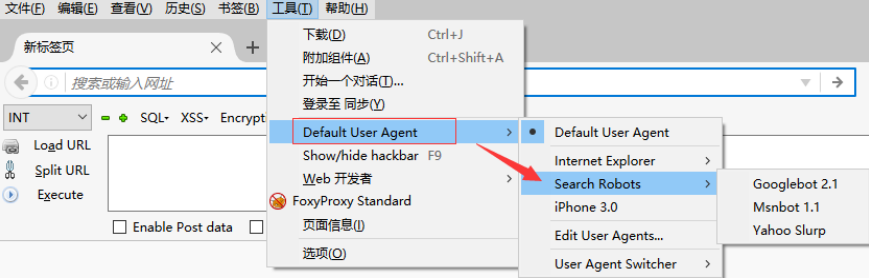 文件(F) 编辑(E) 查看(V) 历史(S) 书签(B) 工具(T) 帮助(H)
新标签页
搜索或输入网址
INT SQL XSS Encrypt
Load URL
Split URL
Execute
Enable Post data
下载(D) Ctrl+J
附加组件(A) Ctrl+Shift+A
开始一个对话(T)...
登录至 同步(Y)
Default User Agent
Show/hide hackbar F9
Web 开发者
FoxyProxy Standard
页面信息(I)
选项(O)
Default User Agent
Internet Explorer
Search Robots
iPhone 3.0
Edit User Agents...
User Agent Switcher
Googlebot 2.1
Msnbot 1.1
Yahoo Slurp